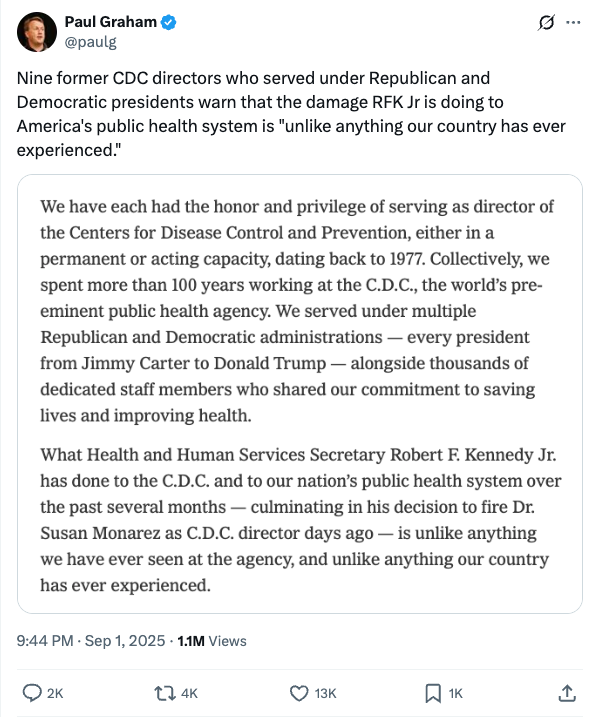 Paul Graham
@paulg
Nine former CDC directors who served under Republican and
Democratic presidents warn that the damage RFK Jr is doing to
America's public health system is "unlike anything our country has ever
experienced."
We have each had the honor and privilege of serving as director of
the Centers for Disease Control and Prevention, either in a
permanent or acting capacity, dating back to 1977. Collectively, we
spent more than 100 years working at the C.D.C., the world’s pre-
eminent public health agency. We served under multiple
Republican and Democratic administrations — every president
from Jimmy Carter to Donald Trump — alongside thousands of
dedicated staff members who shared our commitment to saving
lives and improving health.
What Health and Human Services Secretary Robert F. Kennedy Jr.
has done to the C.D.C. and to our nation’s public health system over
the past several months — culminating in his decision to fire Dr.
Susan Monarez as C.D.C. director days ago — is unlike anything
we have ever seen at the agency, and unlike anything our country
has ever experienced.
9:44 PM · Sep 1, 2025 · 1.1M Views
2K 4K 13K 1K